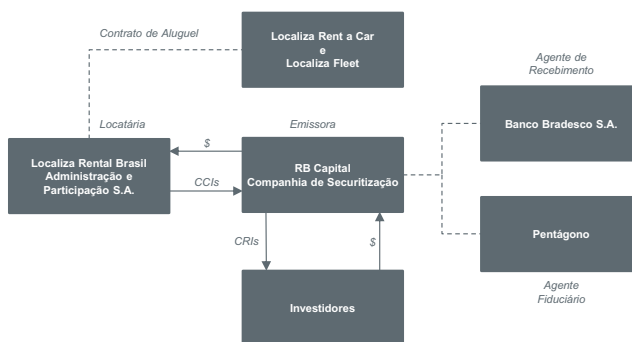 Contrato de Aluguel
Localiza Rent a Car
e
Localiza Fleet
Agente de
Recebimento
Banco Bradesco S.A.
Locatária
Emissora
Localiza Rental Brasil
Administração e
Participação S.A.
$
CCIs
RB Capital
Companhia de Securitização
CRIs
$
Pentágono
Agente
Fiduciário
Investidores